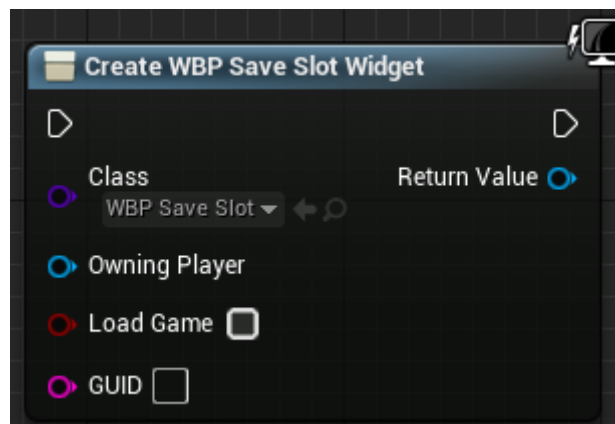 Create WBP Save Slot Widget
Class
Return Value
WBP Save Slot
Owning Player
Load Game
GUID